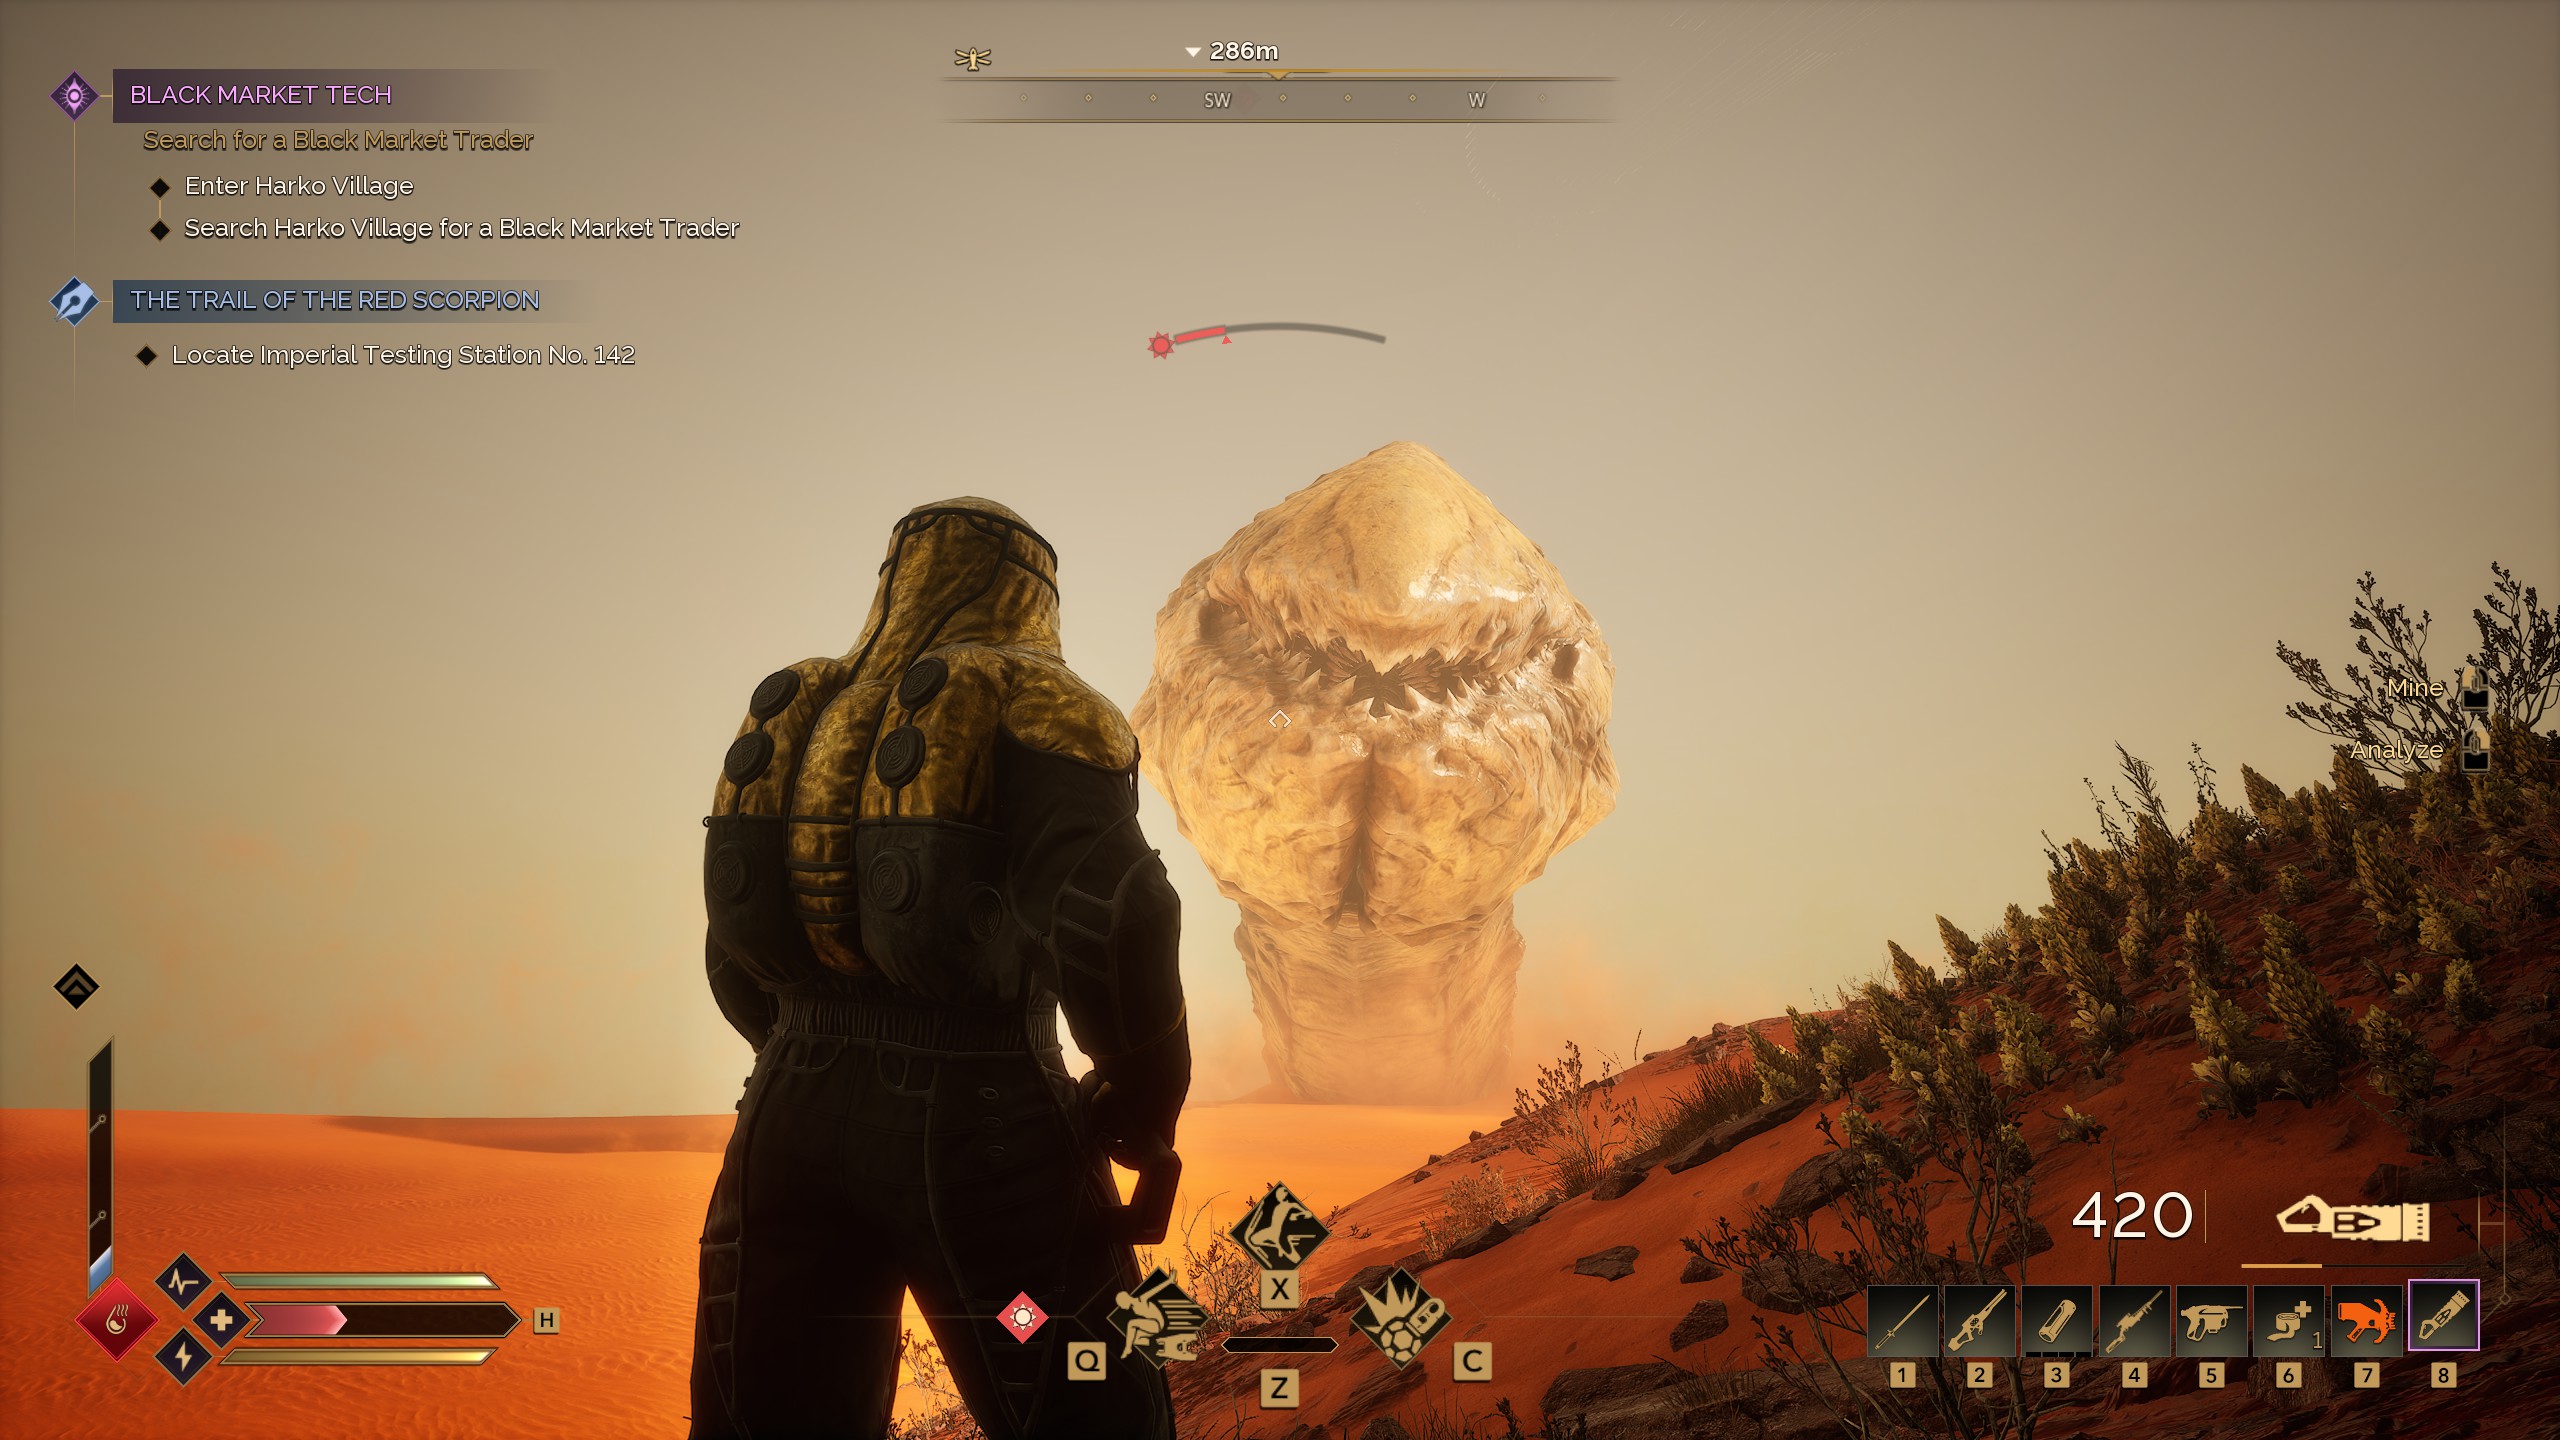 286m
SW
W
BLACK MARKET TECH
Search for a Black Market Trader
Enter Harko Village
Search Harko Village for a Black Market Trader
THE TRAIL OF THE RED SCORPION
Locate Imperial Testing Station No. 142
Mine
Analyze
420
H
Q
X
Z
C
1
1 2 3 4 5 6 7 8